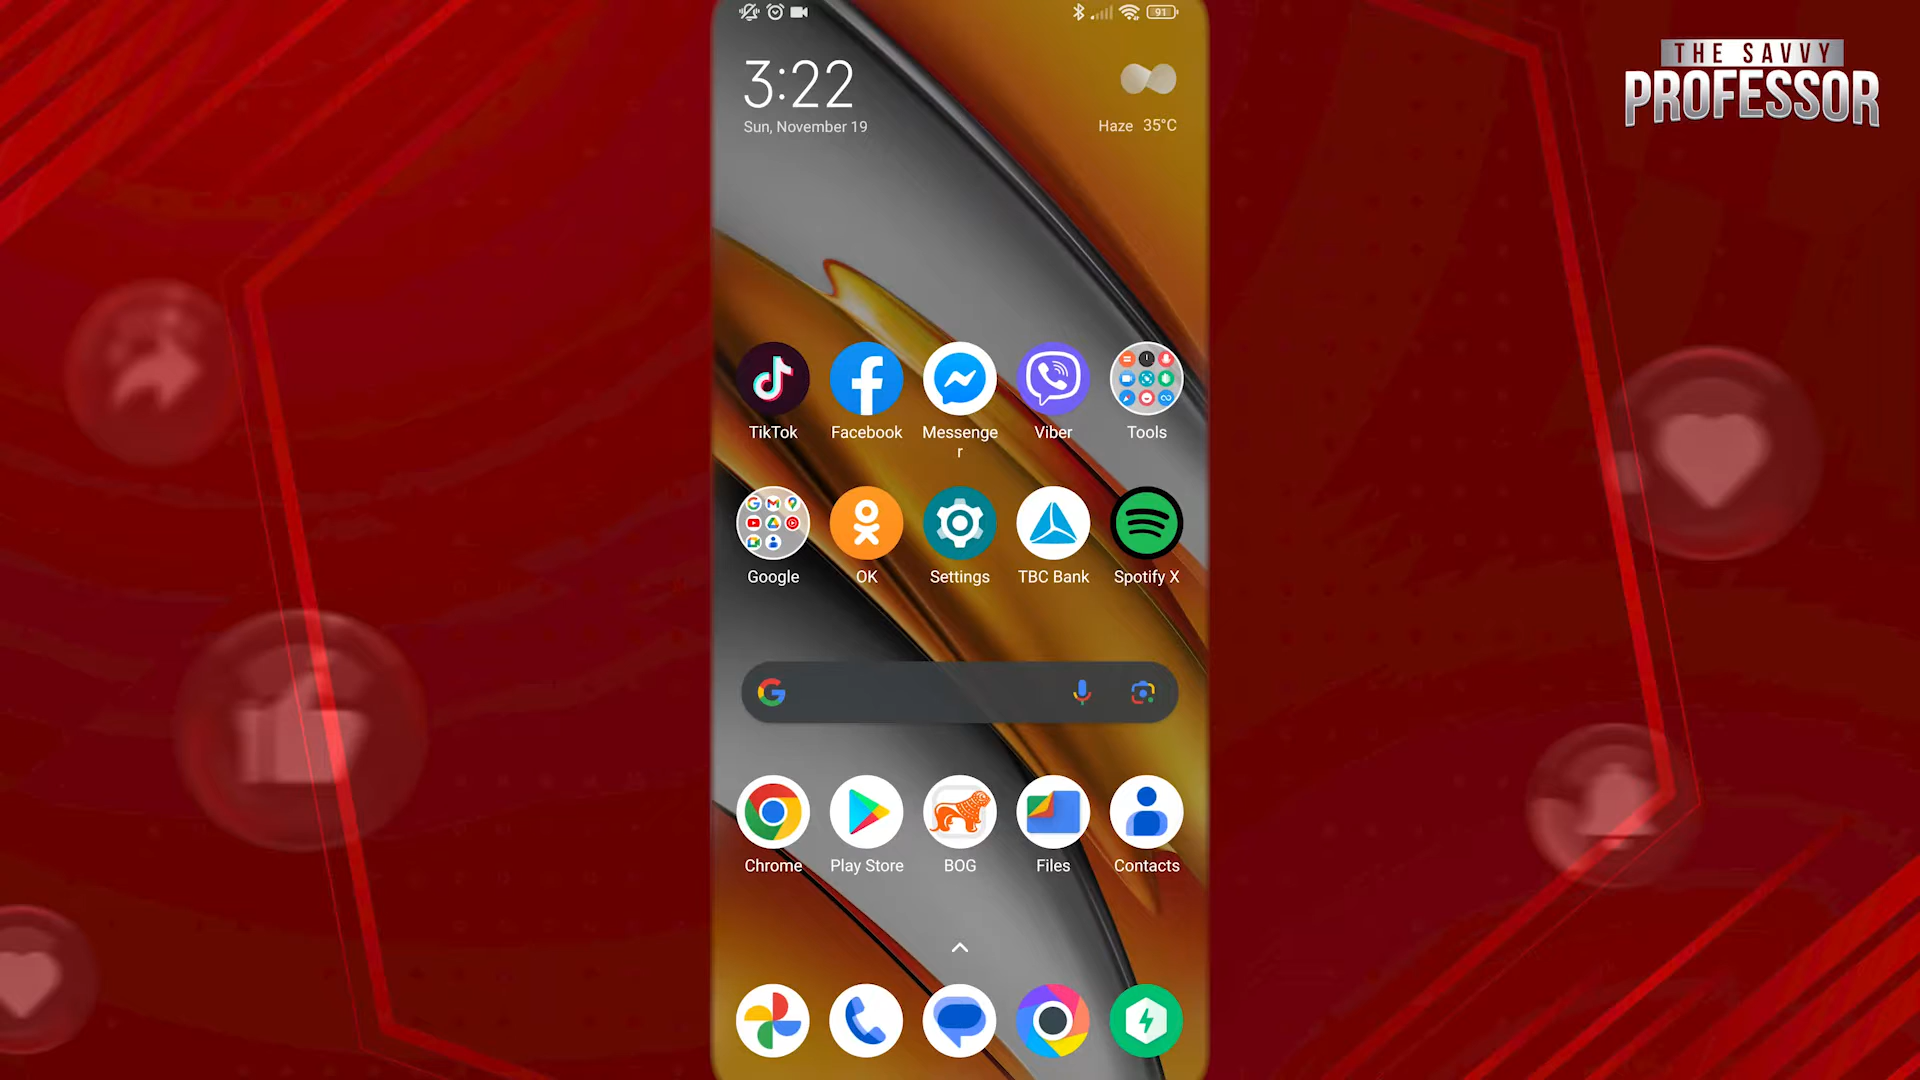 91
THE SAVVY
PROFESSOR
3:22
Sun, November 19
Haze 35°C
TikTok
Facebook
Messenge
r
Viber
Tools
Google
OK
Settings
TBC Bank
Spotify X
Chrome
Play Store
BOG
Files
Contacts